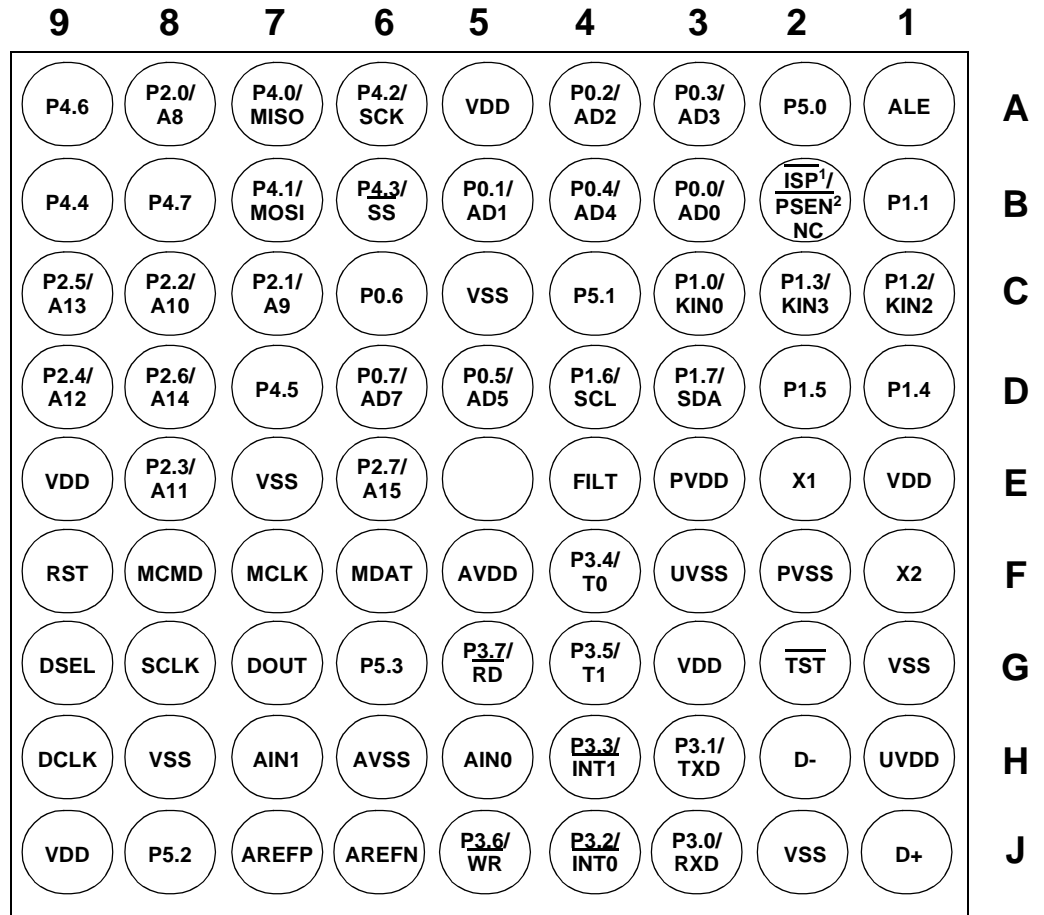 9 8 7 6 5 4 3 2 1
P4.6 P2.0/ P4.0/ P4.2/ VDD P0.2/ P0.3/ P5.0 ALE A
A8 MISO SCK AD2 AD3
P4.4 P4.7 P4.1/ P4.3/ P0.1/ P0.4/ P0.0/ ISP1/ P1.1 B
MOSI SS AD1 AD4 AD0 PSEN2
NC
P2.5/ P2.2/ P2.1/ P0.6 VSS P5.1 P1.0/ P1.3/ P1.2/ C
A13 A10 A9 KIN0 KIN3 KIN2
P2.4/ P2.6/ P4.5 P0.7/ P0.5/ P1.6/ P1.7/ P1.5 P1.4 D
A12 A14 AD7 AD5 SCL SDA
VDD P2.3/ VSS P2.7/ FILT PVDD X1 VDD E
A11 A15
RST MCMD MCLK MDAT AVDD P3.4/ UVSS PVSS X2 F
T0
DSEL SCLK DOUT P5.3 P3.7/ P3.5/ VDD TST VSS G
RD T1
DCLK VSS AIN1 AVSS AIN0 P3.3/ P3.1/ D- UVDD H
INT1 TXD
VDD P5.2 AREFP AREFN P3.6/ P3.2/ P3.0/ VSS D+ J
WR INT0 RXD